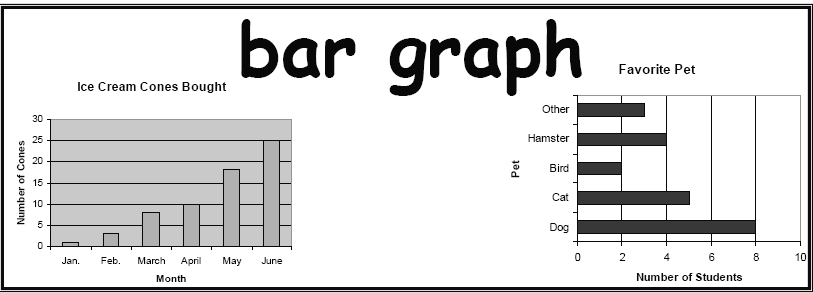 bar graph
Ice Cream Cones Bought
Number of Cones
30
25
20
15
10
5
0
Jan. Feb. March April May June
Month
Favorite Pet
Pet
Other
Hamster
Bird
Cat
Dog
0 2 4 6 8 10
Number of Students